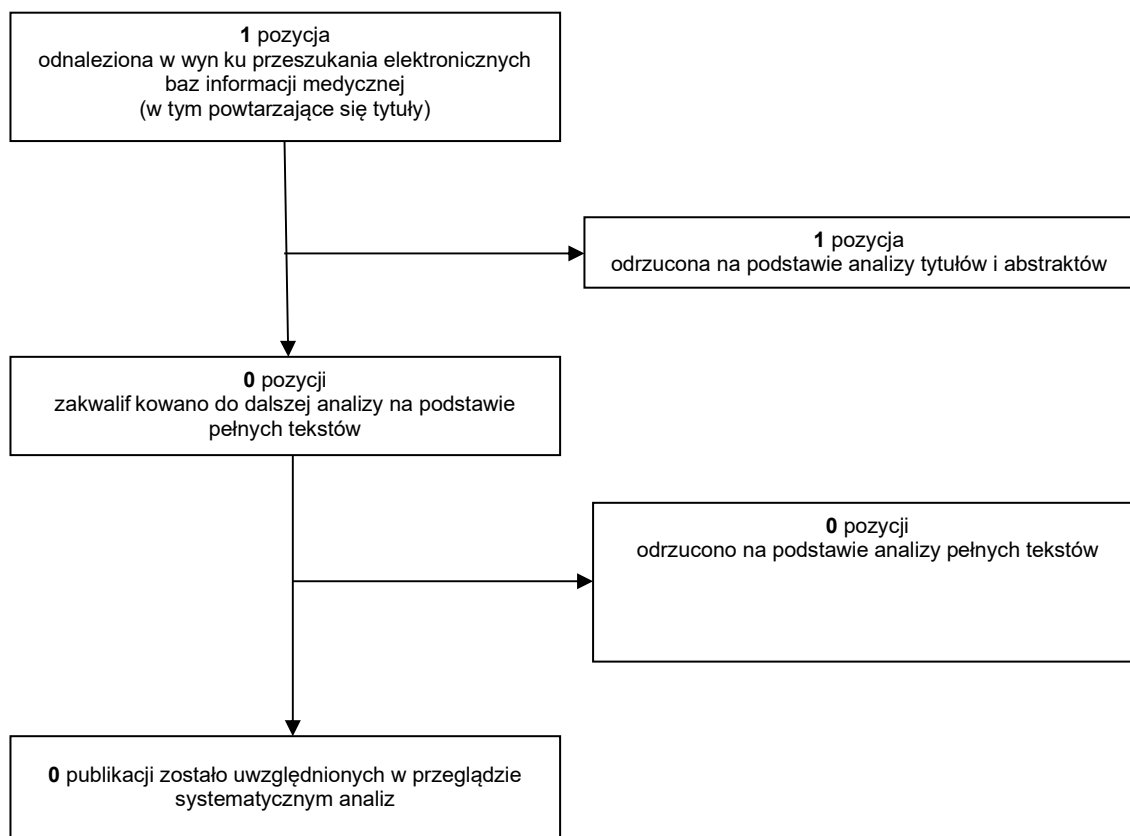 1 pozycja
odnaleziona w wyn ku przeszukania elektronicznych
baz informacji medycznej
(w tym powtarzające się tytuły)
1 pozycja
odrzucona na podstawie analizy tytułów i abstraktów
0 pozycji
zakwalif kowano do dalszej analizy na podstawie
pełnych tekstów
0 pozycji
odrzucono na podstawie analizy pełnych tekstów
0 publikacji zostało uwzględnionych w przeglądzie
systematycznym analiz